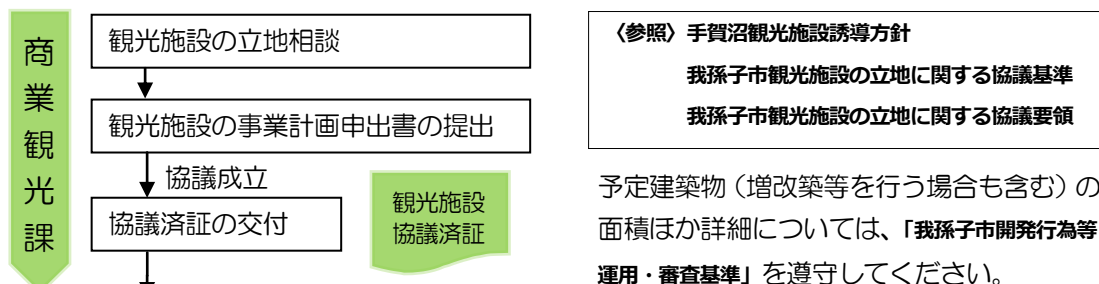 商業観光課
観光施設の立地相談
観光施設の事業計画申出書の提出
協議成立
協議済証の交付
観光施設
協議済証
〈参照〉手賀沼観光施設誘導方針
我孫子市観光施設の立地に関する協議基準
我孫子市観光施設の立地に関する協議要領
予定建築物（増改築等を行う場合も含む）の
面積ほか詳細については、「我孫子市開発行為等
運用・審査基準」を遵守してください。